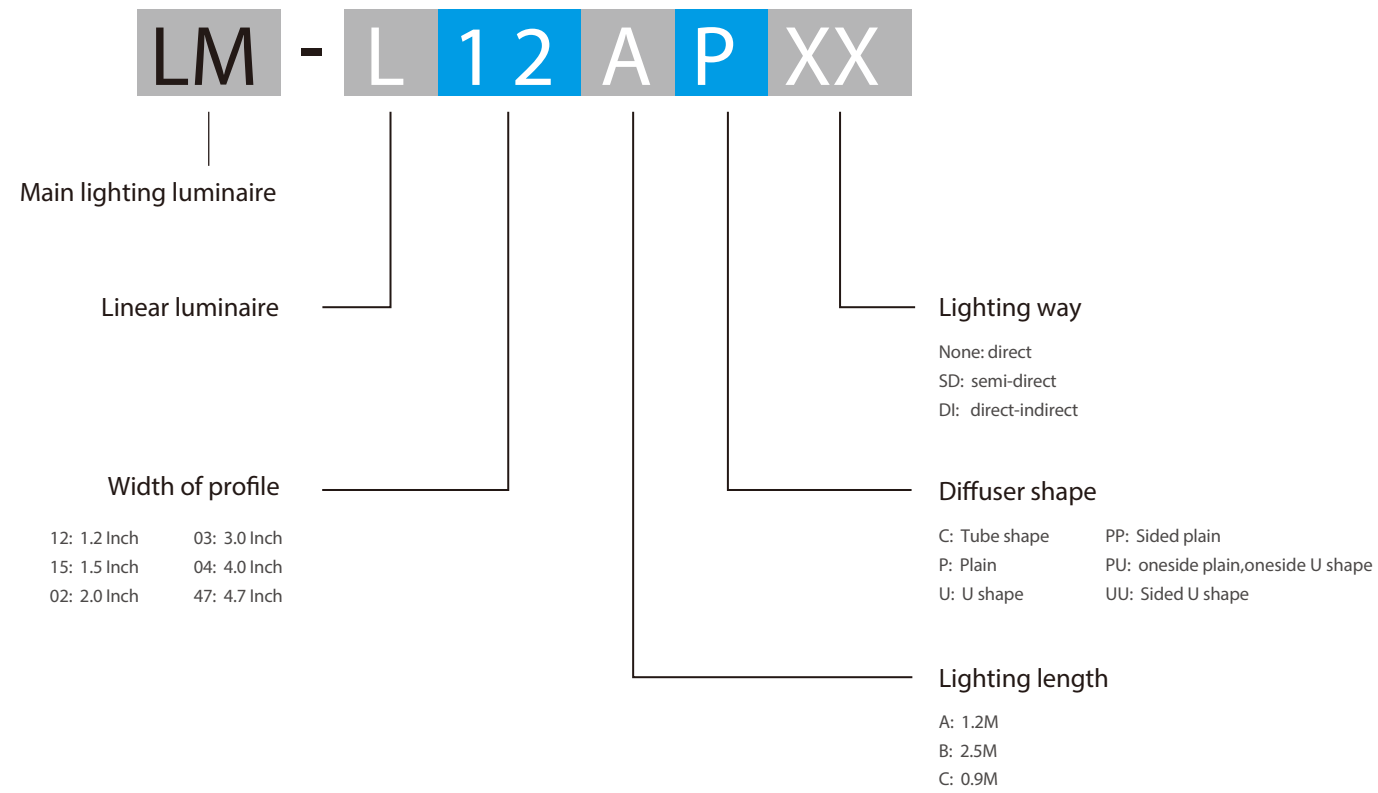 LM - L 12 A P XX
Main lighting luminaire
Linear luminaire
Lighting way
None: direct
SD: semi-direct
DI: direct-indirect
Width of profile
12: 1.2 Inch 03: 3.0 Inch
15: 1.5 Inch 04: 4.0 Inch
02: 2.0 Inch 47: 4.7 Inch
Diffuser shape
C: Tube shape PP: Sided plain
P: Plain PU: oneside plain,oneside U shape
U: U shape UU: Sided U shape
Lighting length
A: 1.2M
B: 2.5M
C: 0.9M